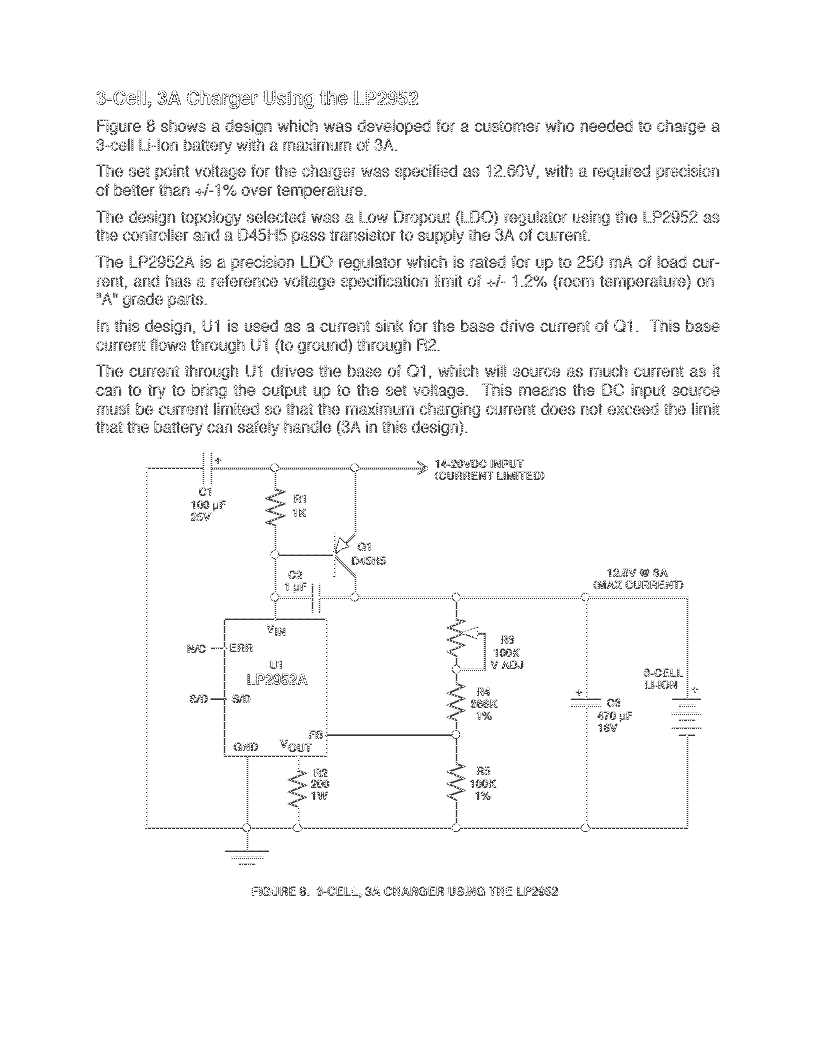 3-Cell, 3A Charger Using the LP2952
Figure 8 shows a design which was developed for a customer who needed to charge a
3-cell Li-Ion battery with a maximum of 3A.
The set point voltage for the charger was specified as 12.60V, with a required precision
of better than +/-1% over temperature.
The design topology selected was a Low Dropout (LDO) regulator using the LP2952 as
the controller and a D45H5 pass transistor to supply the 3A of current.
The LP2952A is a precision LDO regulator which is rated for up to 250 mA of load cur-
rent, and has a reference voltage specification limit of +/- 1.2% (room temperature) on
"A" grade parts.
In this design, U1 is used as a current sink for the base drive current of Q1. This base
current flows through U1 (to ground) through R2.
The current through U1 drives the base of Q1, which will source as much current as it
can to try to bring the output up to the set voltage. This means the DC input source
must be current limited so that the maximum charging current does not exceed the limit
that the battery can safely handle (3A in this design).
+
14-20VDC INPUT
(CURRENT LIMITED)
C1
100 µF
25V
R1
1K
Q1
D45H5
C2
1 µF
12.6V @ 3A
(MAX CURRENT)
VIN
N/C
ERR
U1
LP2952A
S/D
S/D
FB
GND
VOUT
R3
100K
V ADJ
R4
1%
3-CELL
LI-ION
+
+
C3
470 µF
16V
R2
200
1W
R5
100K
1%
FIGURE 8. 3-CELL, 3A CHARGER USING THE LP2952